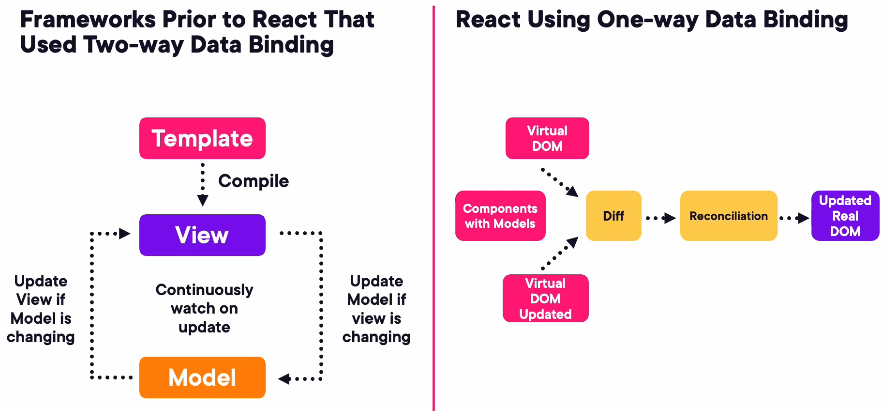 Frameworks Prior to React That
Used Two-way Data Binding
Template
Compile
View
Update
View if
Model is
changing
Continuously
watch on
update
Update
Model if
view is
changing
Model
React Using One-way Data Binding
Virtual
DOM
Components
with Models
Diff
Reconciliation
Updated
Real
DOM
Virtual
DOM
Updated